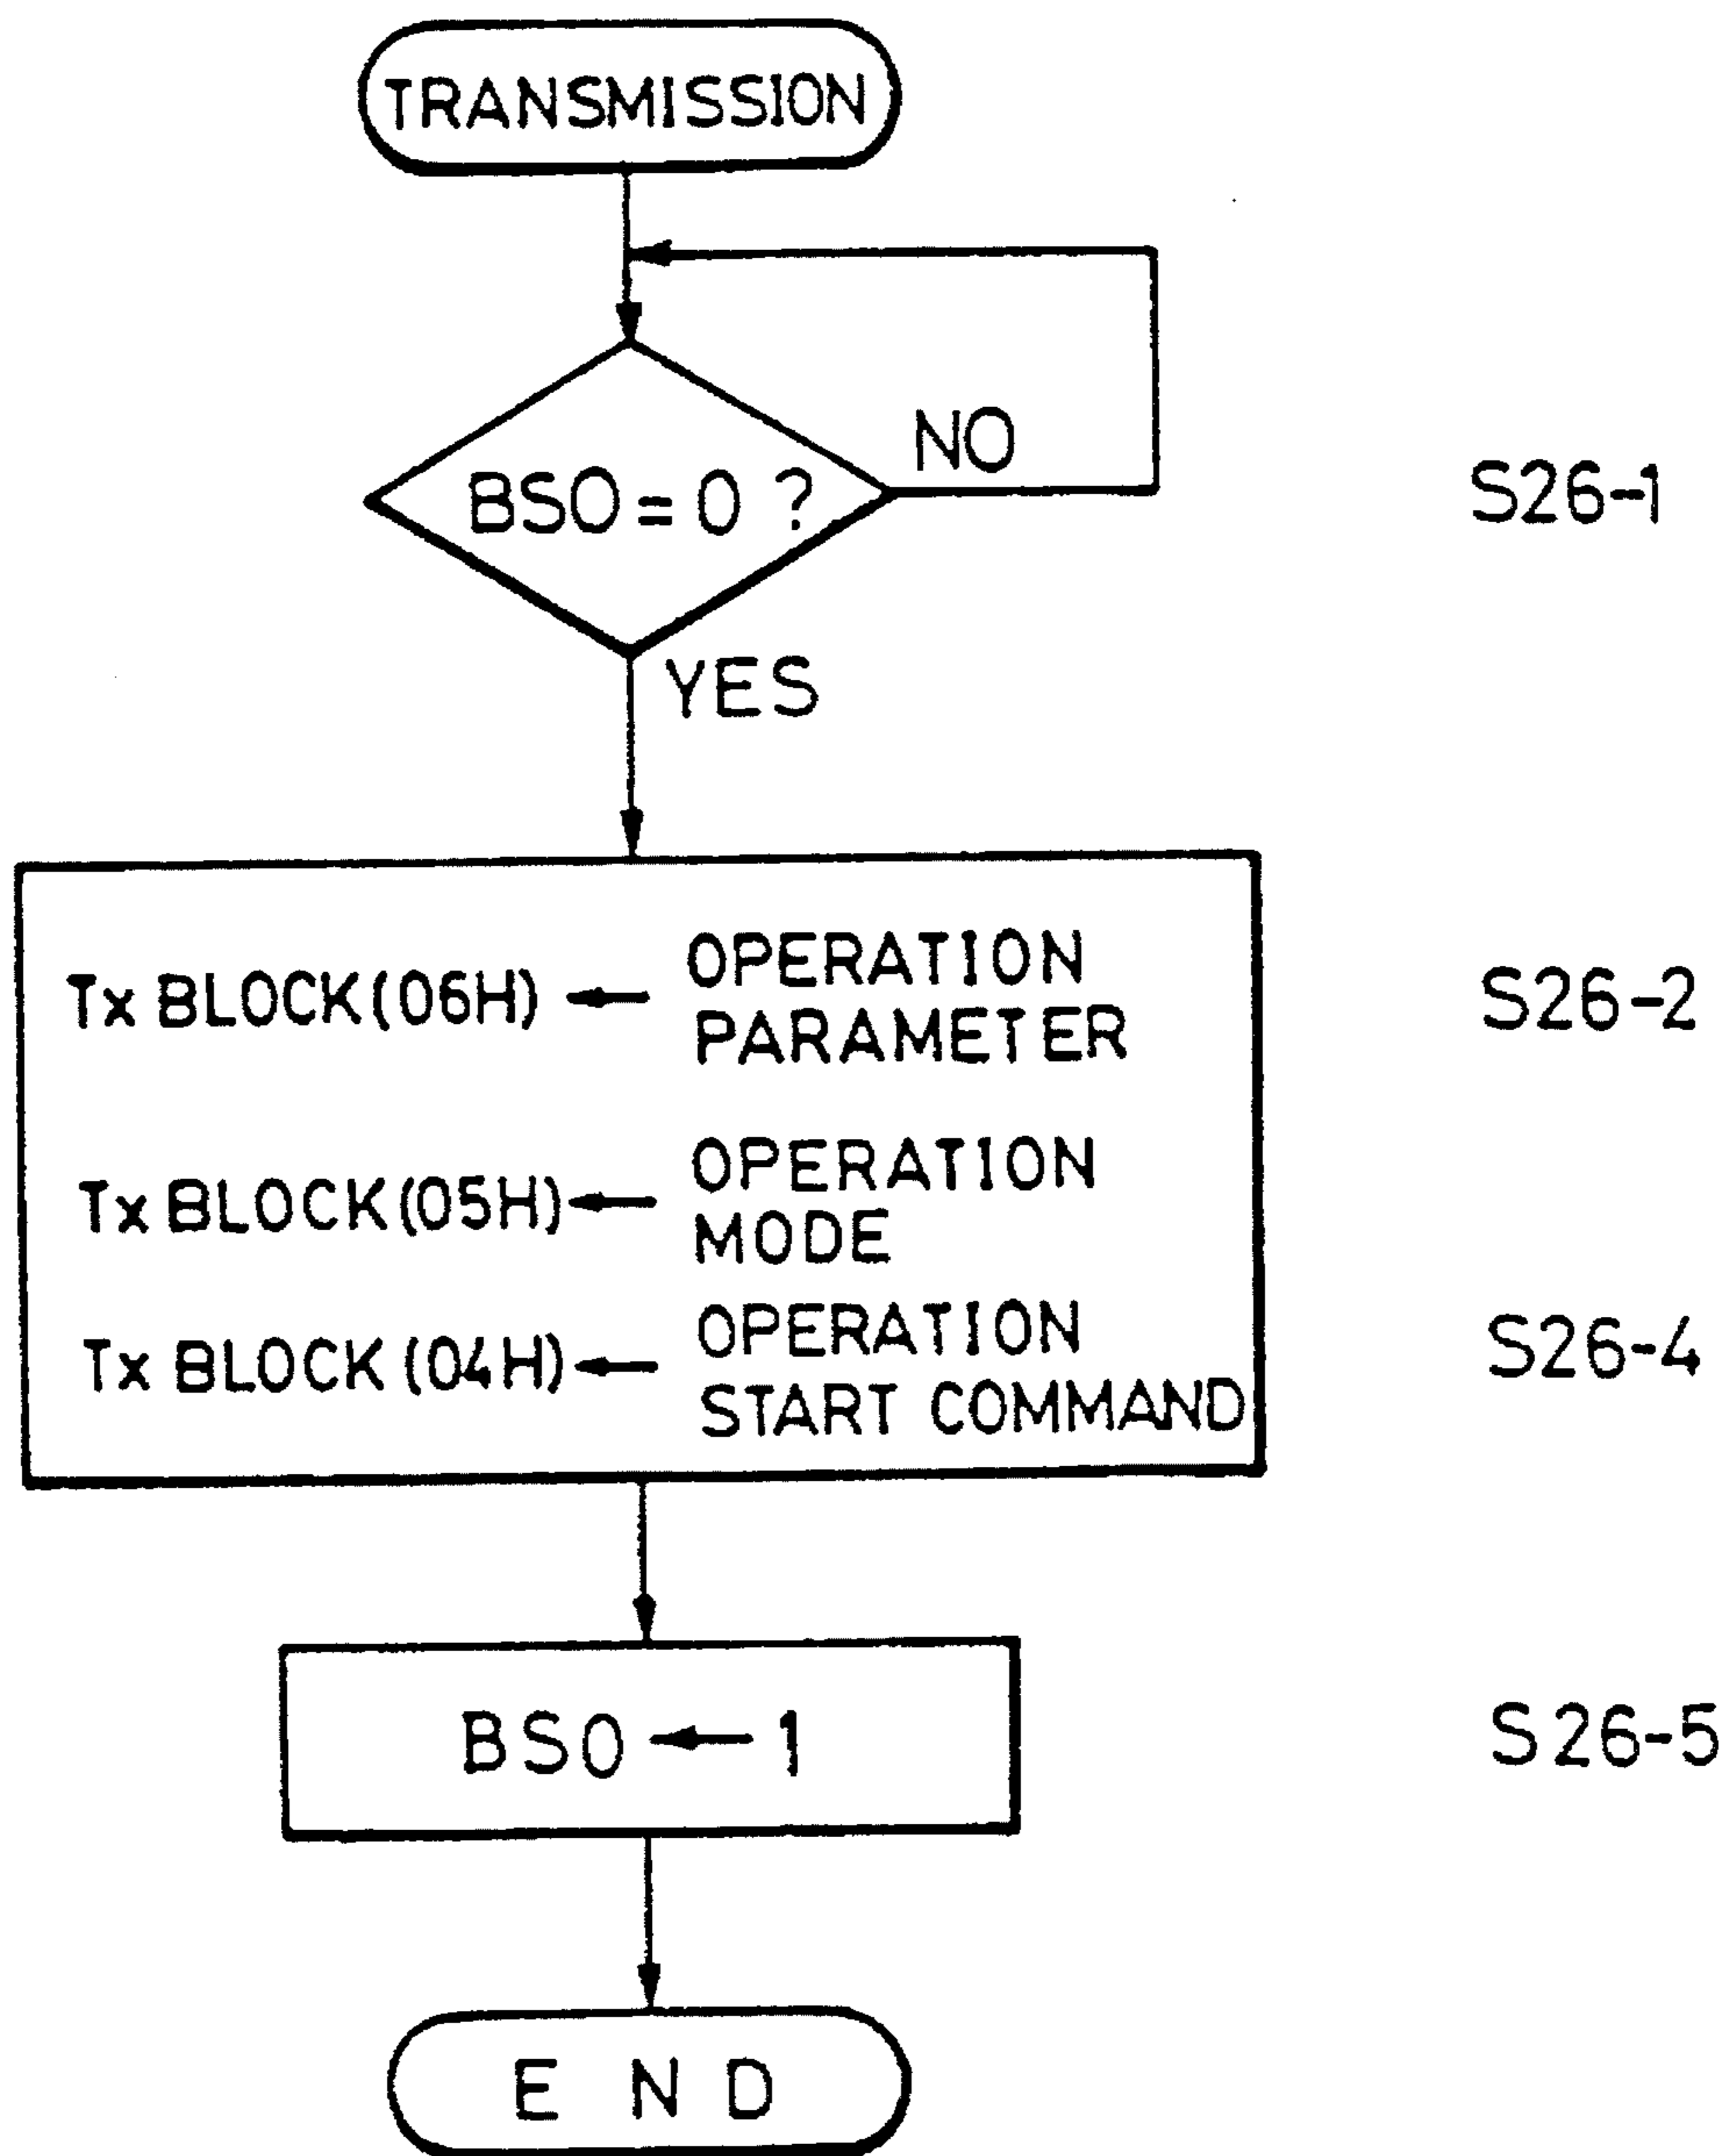 TRANSMISSION
NO
BSO = 0 ?
S26-1
YES
Tx BLOCK (06H) ← OPERATION
PARAMETER
S26-2
Tx BLOCK (05H) ← OPERATION
MODE
Tx BLOCK (04H) ← OPERATION
START COMMAND
S26-4
BSO ← 1
S26-5
END